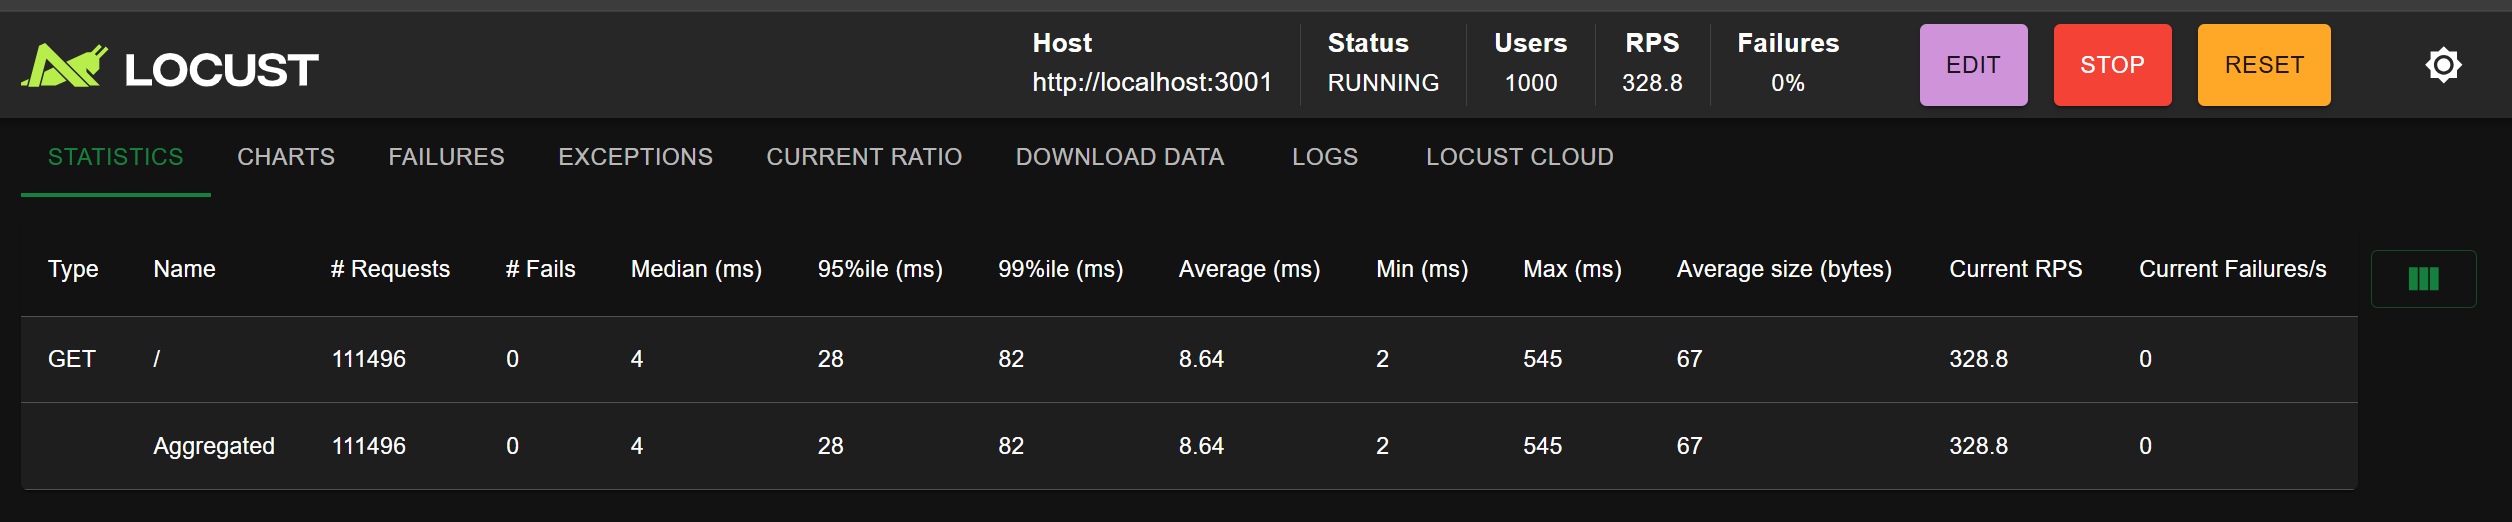 LOCUST
Host
http://localhost:3001
Status
RUNNING
Users
1000
RPS
328.8
Failures
0%
EDIT
STOP
RESET
STATISTICS CHARTS FAILURES EXCEPTIONS CURRENT RATIO DOWNLOAD DATA LOGS LOCUST CLOUD
Type Name # Requests # Fails Median (ms) 95%ile (ms) 99%ile (ms) Average (ms) Min (ms) Max (ms) Average size (bytes) Current RPS Current Failures/s
GET / 111496 0 4 28 82 8.64 2 545 67 328.8 0
Aggregated 111496 0 4 28 82 8.64 2 545 67 328.8 0